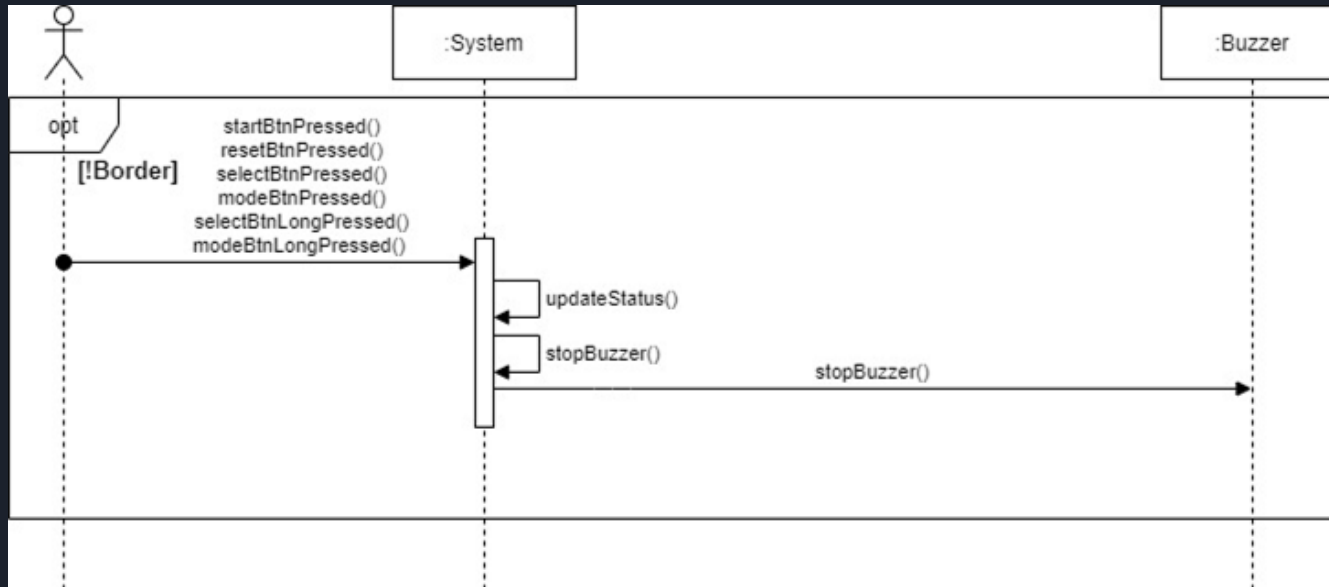 :System
:Buzzer
opt
[!Border]
startBtnPressed()
resetBtnPressed()
selectBtnPressed()
modeBtnPressed()
selectBtnLongPressed()
modeBtnLongPressed()
updateStatus()
stopBuzzer()
stopBuzzer()